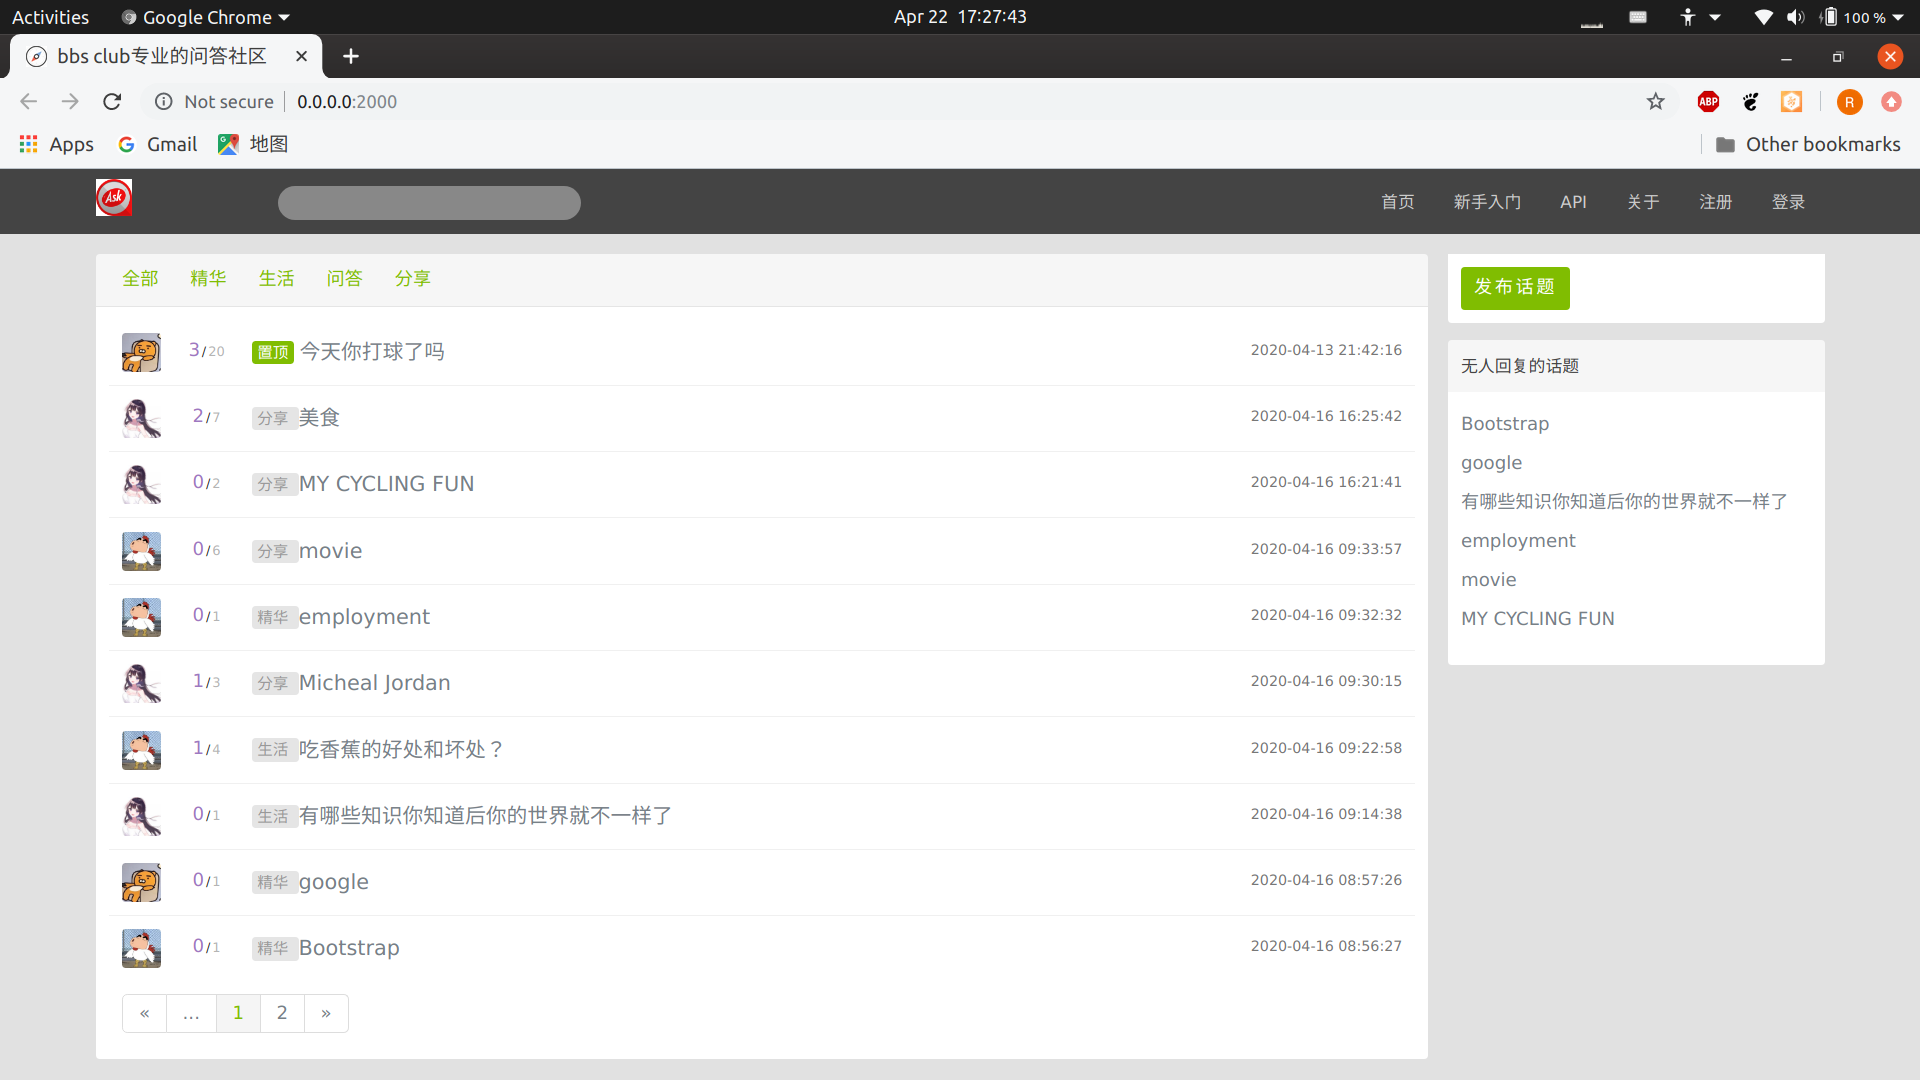 Activities Google Chrome Apr 22 17:27:43 100 %
bbs club专业的问答社区
Not secure 0.0.0.0:2000 ABP R
Apps Gmail 地图 Other bookmarks
Ask 首页 新手入门 API 关于 注册 登录
全部 精华 生活 问答 分享
发布话题
3/20 置顶 今天你打球了吗 2020-04-13 21:42:16
2/7 分享 美食 2020-04-16 16:25:42
0/2 分享 MY CYCLING FUN 2020-04-16 16:21:41
0/6 分享 movie 2020-04-16 09:33:57
0/1 精华 employment 2020-04-16 09:32:32
1/3 分享 Micheal Jordan 2020-04-16 09:30:15
1/4 生活 吃香蕉的好处和坏处？ 2020-04-16 09:22:58
0/1 生活 有哪些知识你知道后你的世界就不一样了 2020-04-16 09:14:38
0/1 精华 google 2020-04-16 08:57:26
0/1 精华 Bootstrap 2020-04-16 08:56:27
« ... 1 2 »
无人回复的话题
Bootstrap
google
有哪些知识你知道后你的世界就不一样了
employment
movie
MY CYCLING FUN